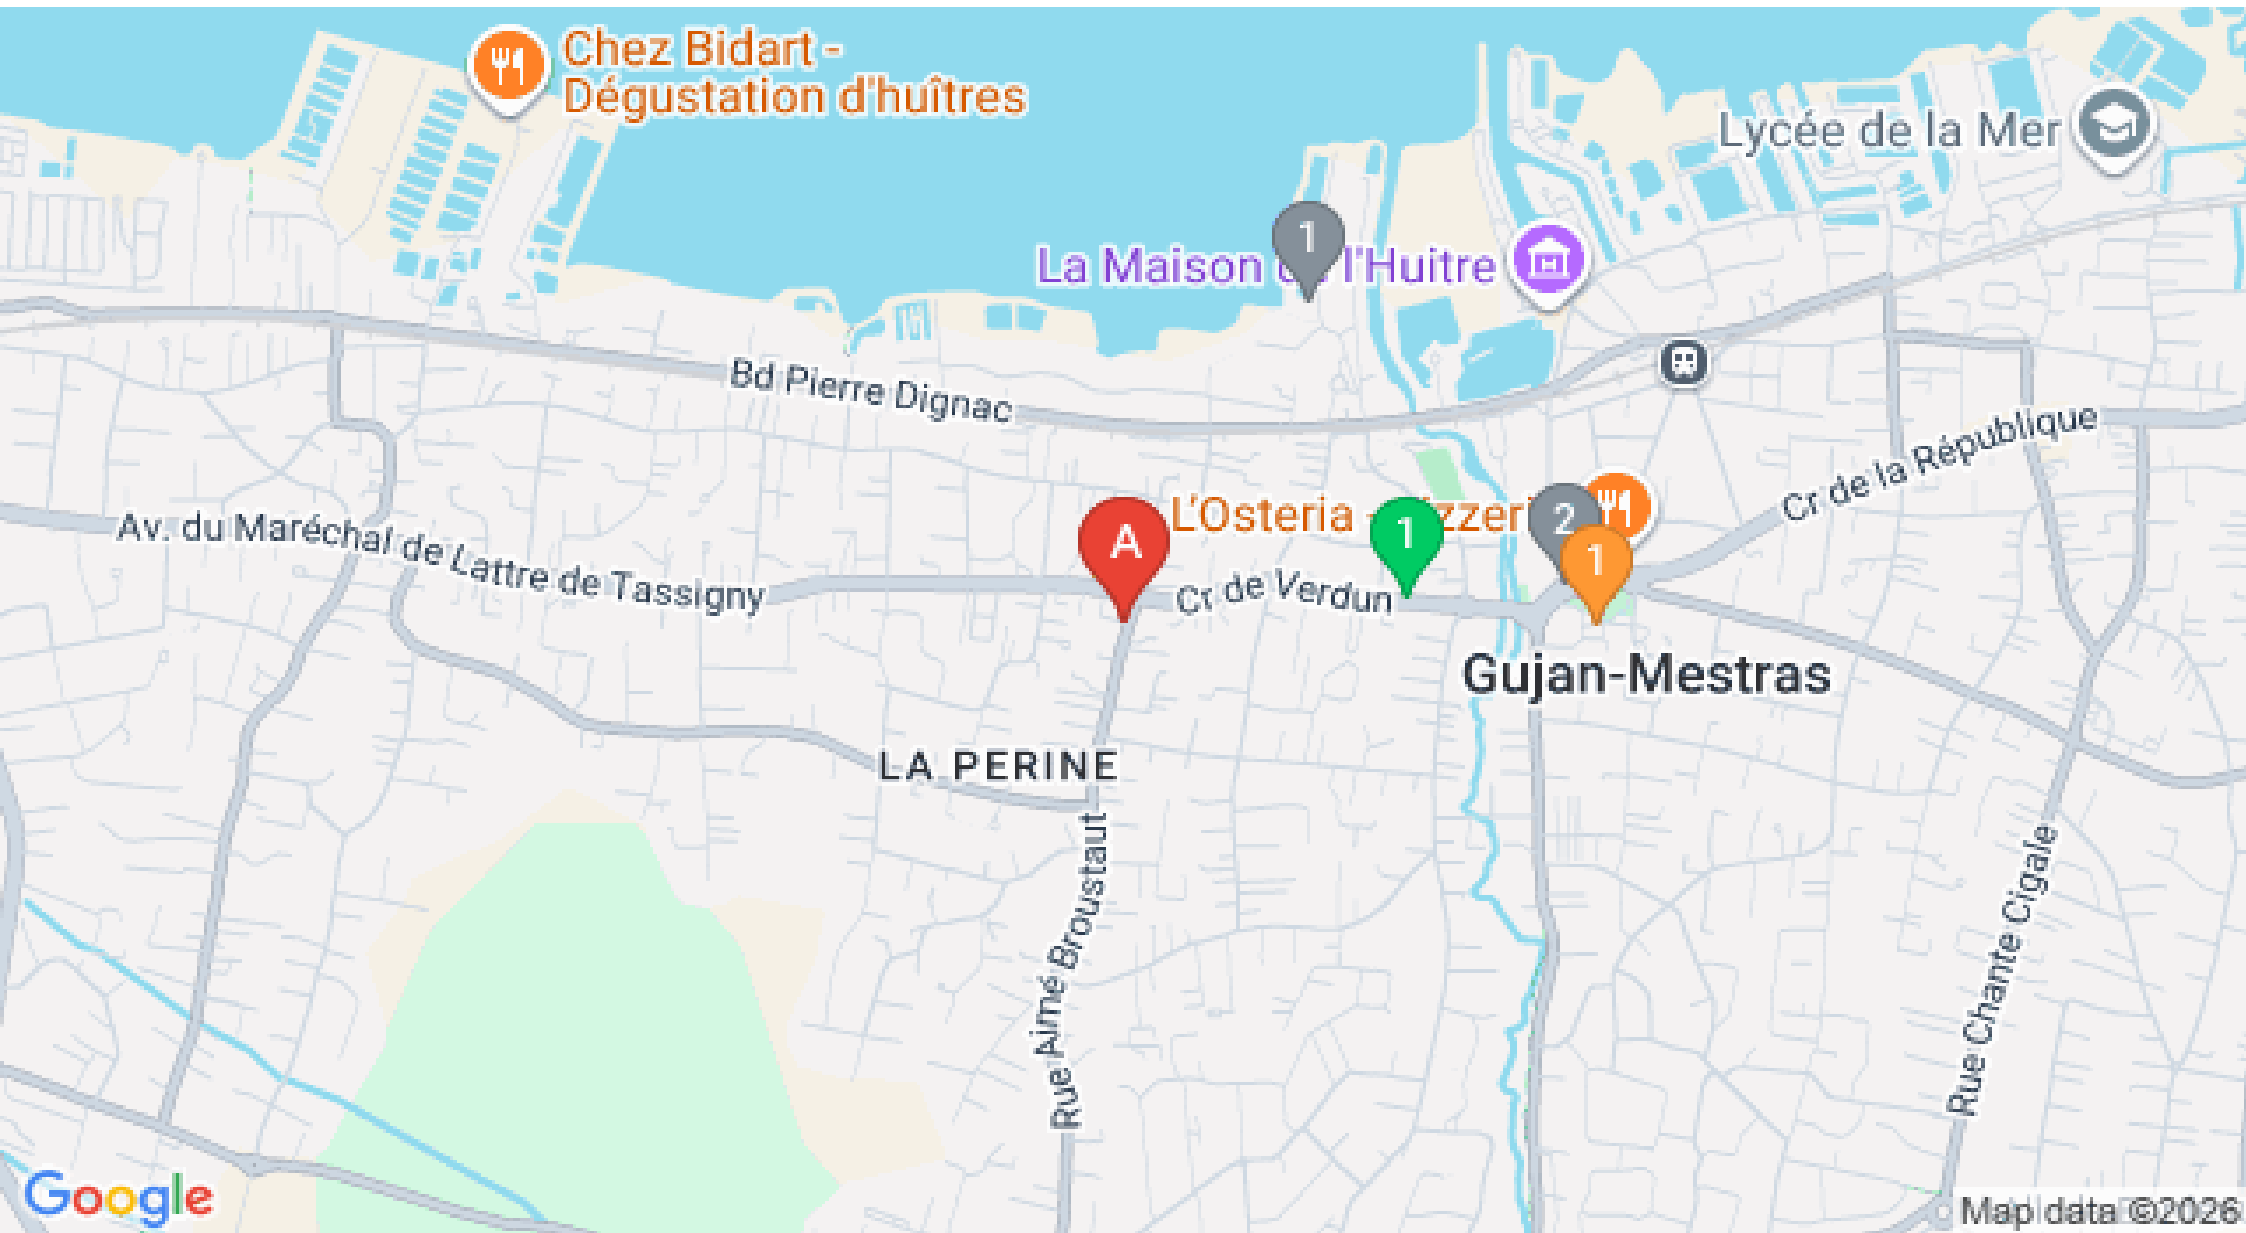 Chez Bidart -
Dégustation d'huîtres
Lycée de la Mer
1
La Maison
l'Huitre
Bd Pierre Dignac
Cr de la République
L'Osteria -
1
2
1
A
Av. du Maréchal de Lattre de Tassigny
Cr de Verdun
Gujan-Mestras
LA PERINE
Rue Aimé Broustaut
Rue Chante Cigale
Google
Map data ©2026